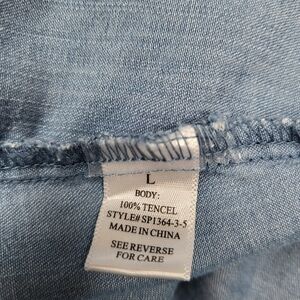 L
BODY:
100% TENCEL
STYLE# SP1364-3-5
MADE IN CHINA
SEE REVERSE
FOR CARE